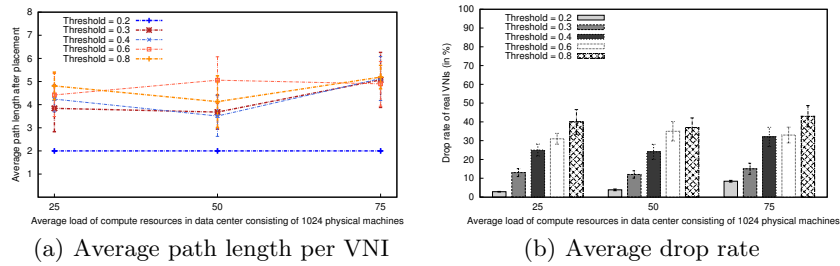 Average path length after placement
8
7
6
5
4
3
2
1
Threshold = 0.2
Threshold = 0.3
Threshold = 0.4
Threshold = 0.6
Threshold = 0.8
25
50
75
Average load of compute resources in data center consisting of 1024 physical machines
(a) Average path length per VNI
Drop rate of real VNIs (in %)
100
90
80
70
60
50
40
30
20
10
0
Threshold = 0.2
Threshold = 0.3
Threshold = 0.4
Threshold = 0.6
Threshold = 0.8
25
50
75
Average load of compute resources in data center consisting of 1024 physical machines
(b) Average drop rate